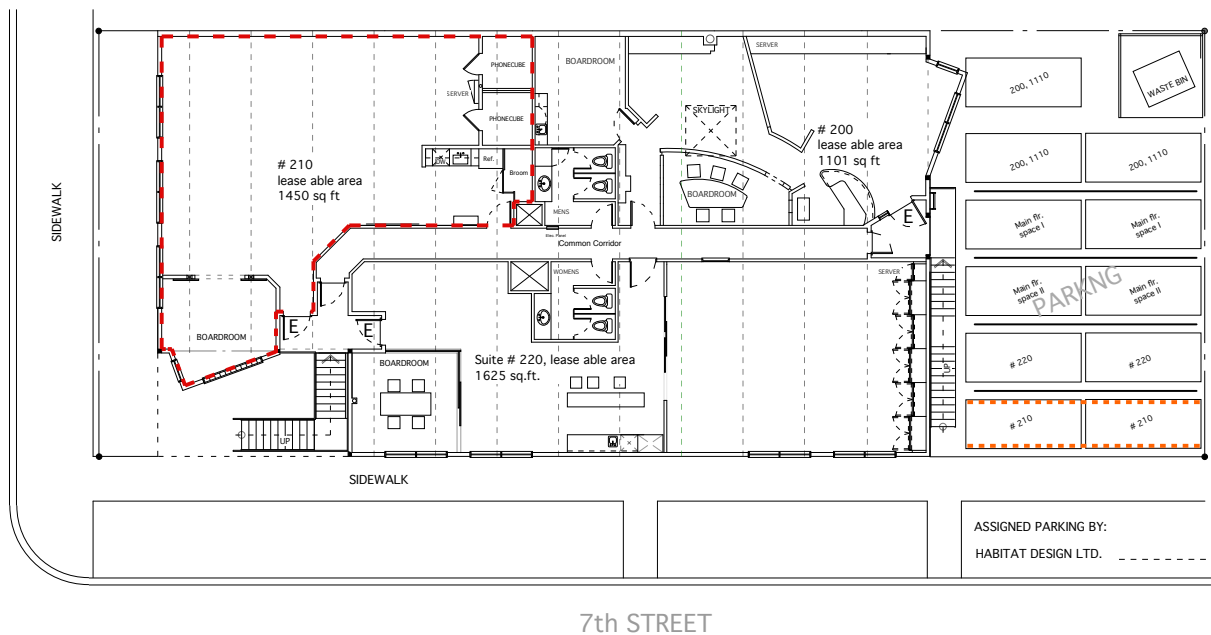 SERVER
BOARDROOM
PHONECUBE
SERVER
PHONECUBE
SKYLIGHT
# 200
lease able area
1101 sq ft
# 210
lease able area
1450 sq ft
DW
Ref.
Broom
BOARDROOM
MENS
E
Elec Panel
Common Corridor
WOMENS
SERVER
BOARDROOM
E
E
BOARDROOM
Suite # 220, lease able area
1625 sq.ft.
UP
UP
SIDEWALK
SIDEWALK
200, 1110
WASTE BIN
200, 1110
200, 1110
Main flr.
space I
Main flr.
space I
Main flr.
space II
Main flr.
space II
PARKNG
# 220
# 220
# 210
# 210
ASSIGNED PARKING BY:
HABITAT DESIGN LTD.
7th STREET